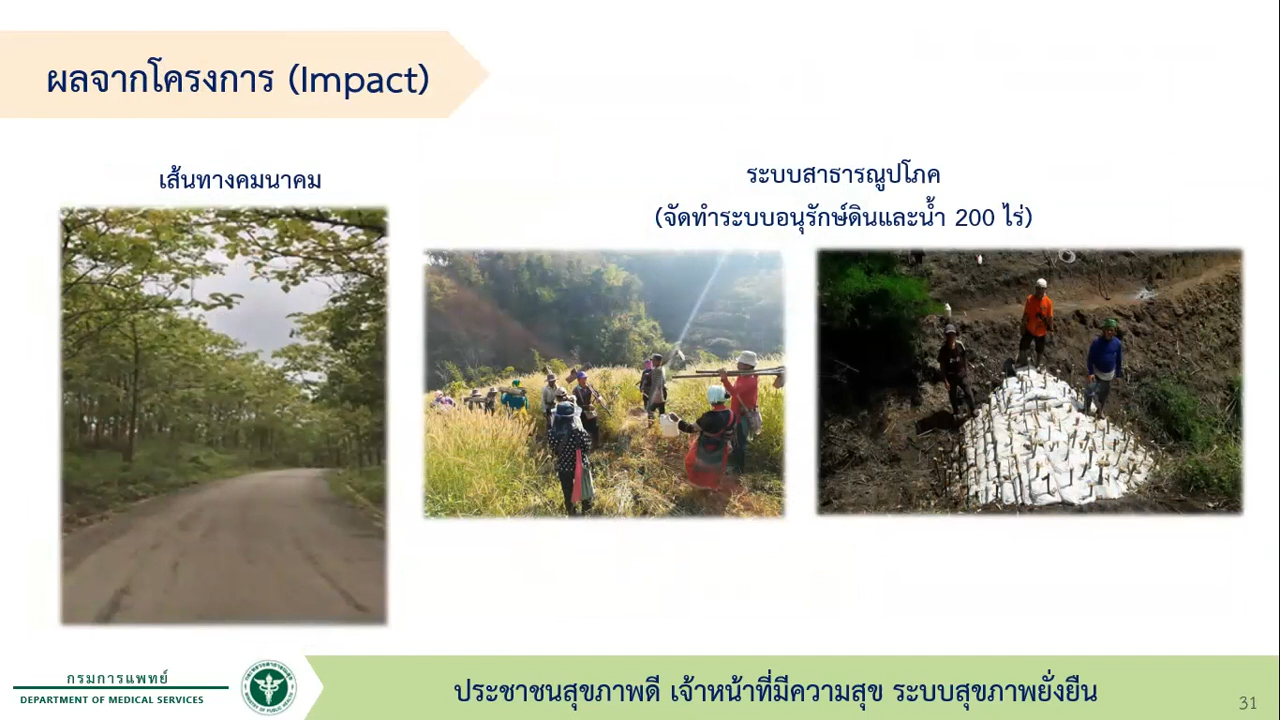 ผลจากโครงการ (Impact)
เส้นทางคมนาคม
ระบบสาธารณูปโภค
(จัดทำระบบอนุรักษ์ดินและน้ำ 200 ไร่)
กรมการแพทย์
DEPARTMENT OF MEDICAL SERVICES
ประชาชนสุขภาพดี เจ้าหน้าที่มีความสุข ระบบสุขภาพยั่งยืน
31